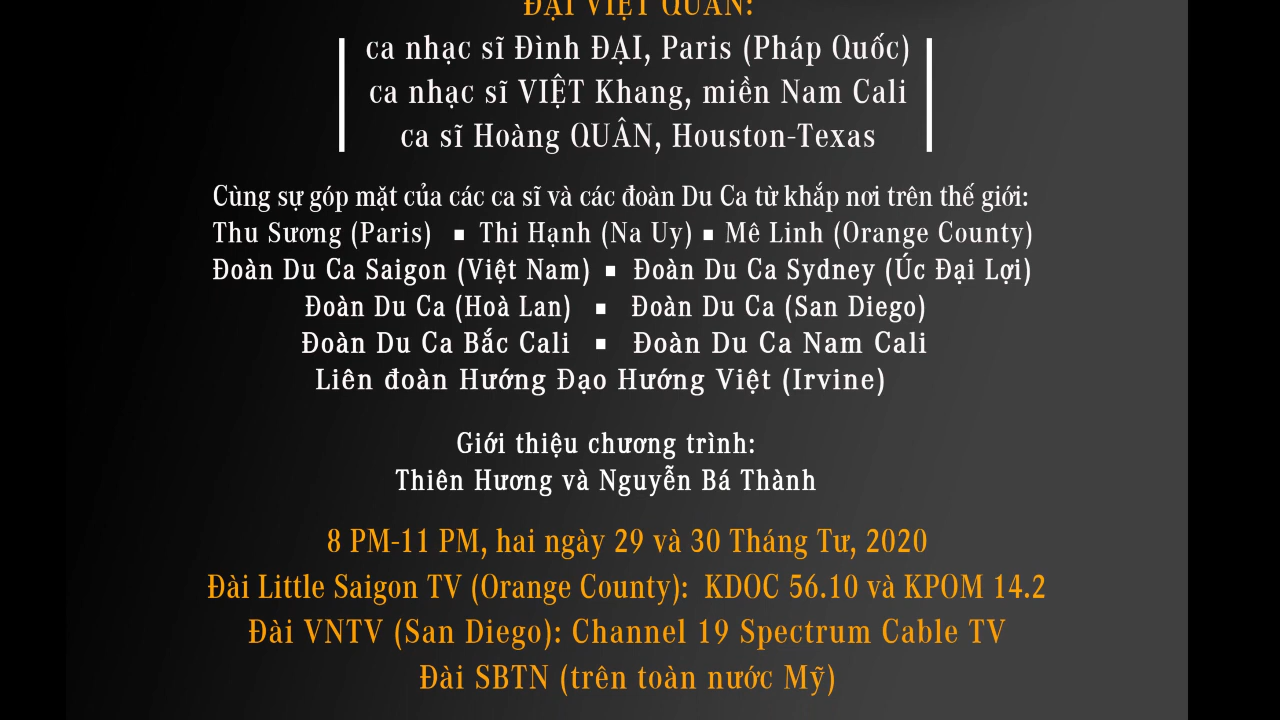 ĐẠI VIỆT QUÂN:
ca nhạc sĩ Đình ĐẠI, Paris (Pháp Quốc)
ca nhạc sĩ VIỆT Khang, miền Nam Cali
ca sĩ Hoàng QUÂN, Houston-Texas
Cùng sự góp mặt của các ca sĩ và các đoàn Du Ca từ khắp nơi trên thế giới:
Thu Sương (Paris) ▪ Thi Hạnh (Na Uy) ▪ Mê Linh (Orange County)
Đoàn Du Ca Saigon (Việt Nam) ▪ Đoàn Du Ca Sydney (Úc Đại Lợi)
Đoàn Du Ca (Hoà Lan) ▪ Đoàn Du Ca (San Diego)
Đoàn Du Ca Bắc Cali ▪ Đoàn Du Ca Nam Cali
Liên đoàn Hướng Đạo Hướng Việt (Irvine)
Giới thiệu chương trình:
Thiên Hương và Nguyễn Bá Thành
8 PM-11 PM, hai ngày 29 và 30 Tháng Tư, 2020
Đài Little Saigon TV (Orange County): KDOC 56.10 và KPOM 14.2
Đài VNTV (San Diego): Channel 19 Spectrum Cable TV
Đài SBTN (trên toàn nước Mỹ)